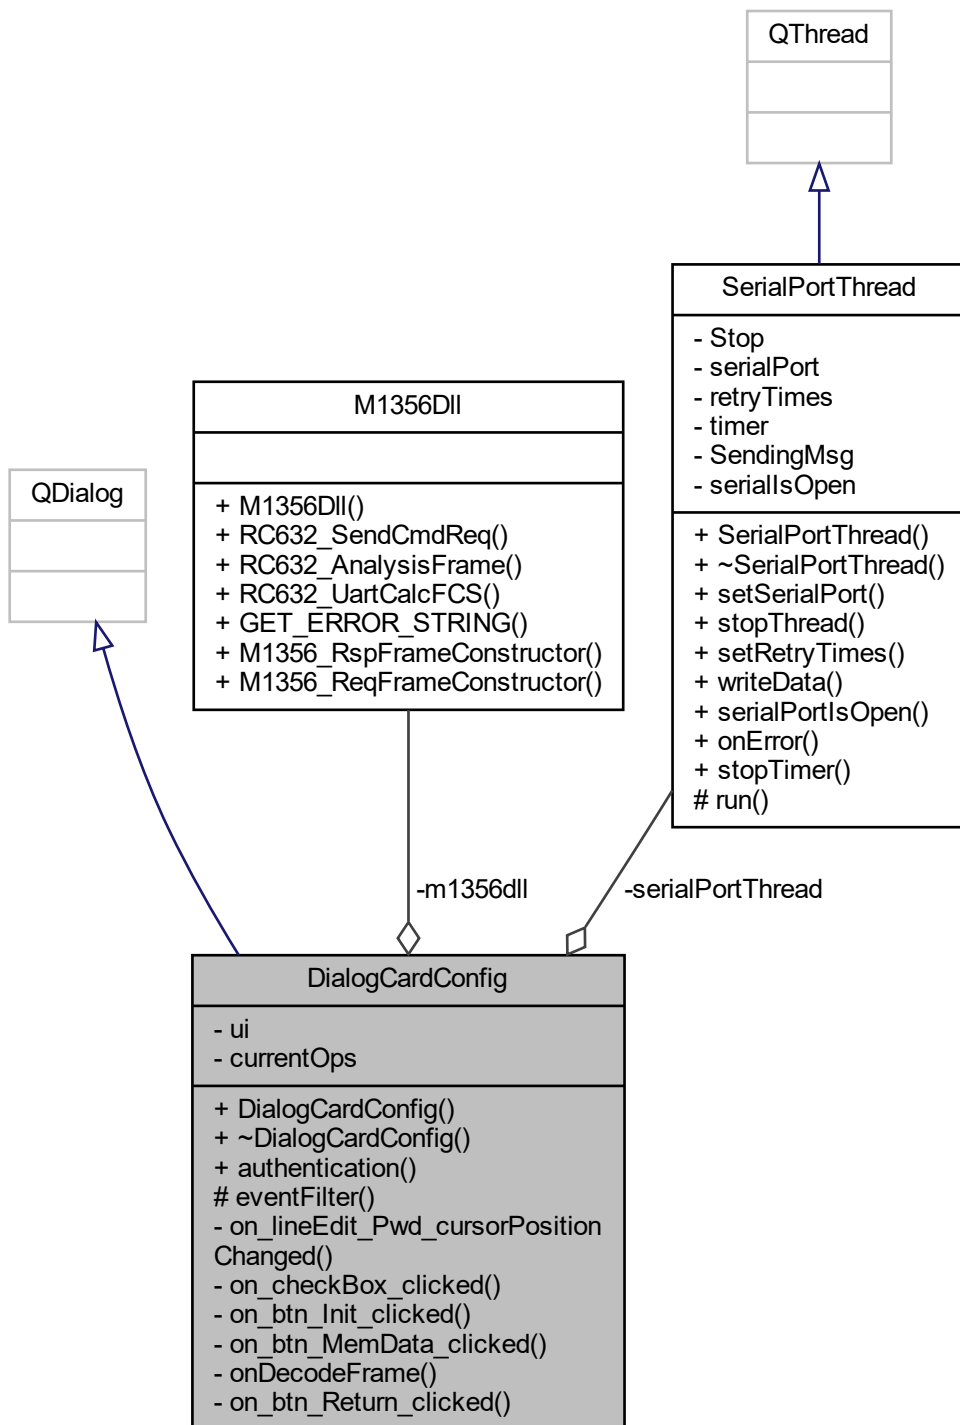 QThread
SerialPortThread
- Stop
- serialPort
- retryTimes
- timer
- SendingMsg
- serialIsOpen
+ SerialPortThread()
+ ~SerialPortThread()
+ setSerialPort()
+ stopThread()
+ setRetryTimes()
+ writeData()
+ serialPortIsOpen()
+ onError()
+ stopTimer()
# run()
M1356Dll
+ M1356Dll()
+ RC632_SendCmdReq()
+ RC632_AnalysisFrame()
+ RC632_UartCalcFCS()
+ GET_ERROR_STRING()
+ M1356_RspFrameConstructor()
+ M1356_ReqFrameConstructor()
QDialog
-m1356dll
-serialPortThread
DialogCardConfig
- ui
- currentOps
+ DialogCardConfig()
+ ~DialogCardConfig()
+ authentication()
# eventFilter()
- on_lineEdit_Pwd_cursorPosition
Changed()
- on_checkBox_clicked()
- on_btn_Init_clicked()
- on_btn_MemData_clicked()
- onDecodeFrame()
- on_btn_Return_clicked()